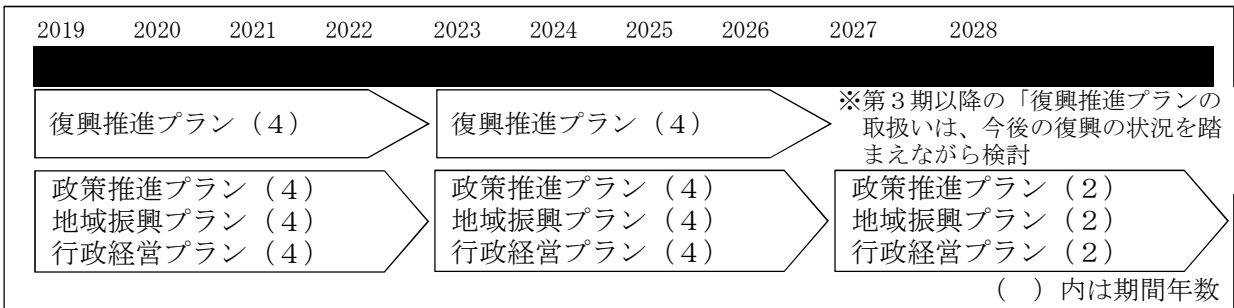 2019 2020 2021 2022 2023 2024 2025 2026 2027 2028
復興推進プラン（４） 復興推進プラン（４） ※第３期以降の「復興推進プランの
取扱いは、今後の復興の状況を踏
まえながら検討
政策推進プラン（４） 政策推進プラン（４） 政策推進プラン（２）
地域振興プラン（４） 地域振興プラン（４） 地域振興プラン（２）
行政経営プラン（４） 行政経営プラン（４） 行政経営プラン（２）
（　）内は期間年数